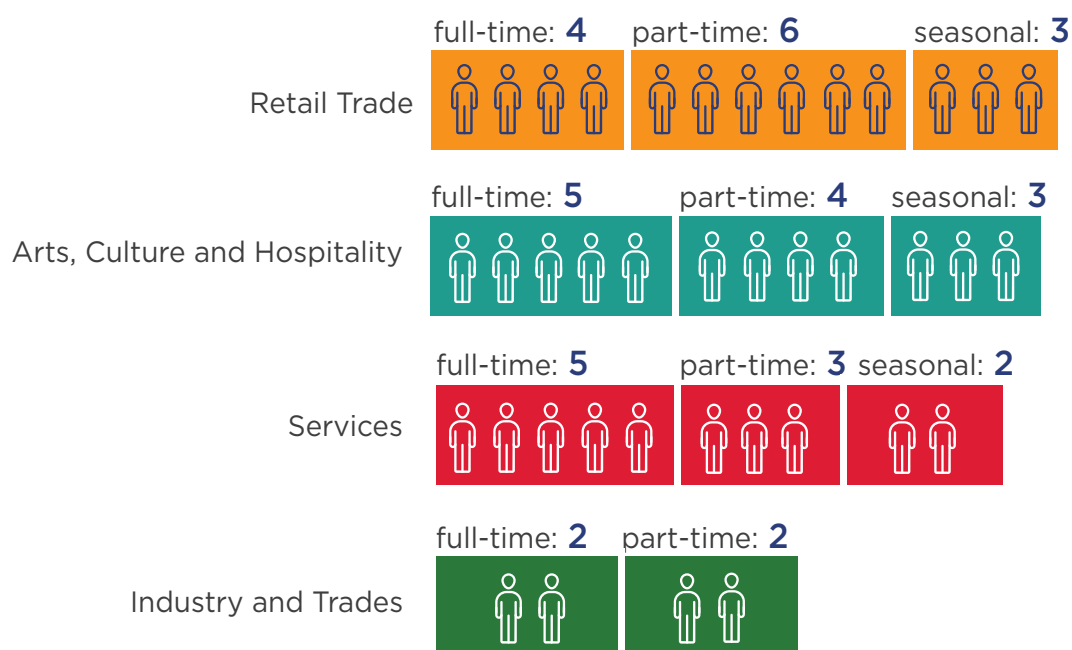 full-time: 4 part-time: 6 seasonal: 3
Retail Trade
full-time: 5 part-time: 4 seasonal: 3
Arts, Culture and Hospitality
full-time: 5 part-time: 3 seasonal: 2
Services
full-time: 2 part-time: 2
Industry and Trades